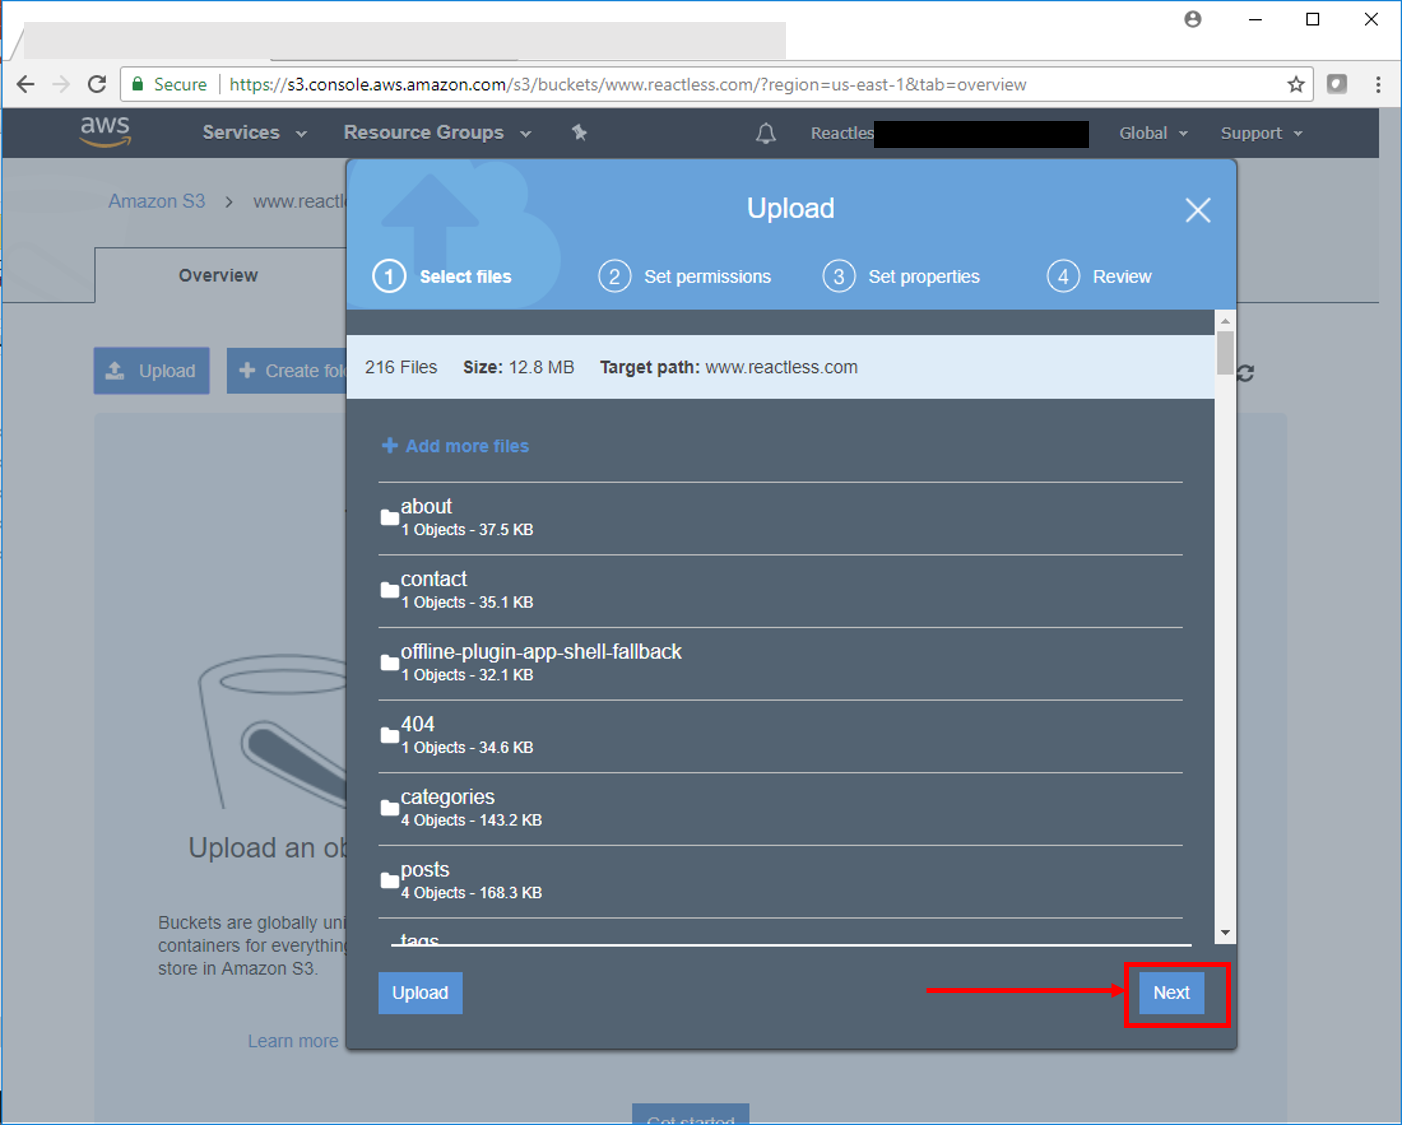 Secure https://s3.console.aws.amazon.com/s3/buckets/www.reactless.com/?region=us-east-1&tab=overview
aws Services Resource Groups Reactles Global Support
Amazon S3 > www.reactl
Upload
1 Select files 2 Set permissions 3 Set properties 4 Review
Overview
Upload Create fol
216 Files Size: 12.8 MB Target path: www.reactless.com
Add more files
about
1 Objects - 37.5 KB
contact
1 Objects - 35.1 KB
offline-plugin-app-shell-fallback
1 Objects - 32.1 KB
404
1 Objects - 34.6 KB
categories
4 Objects - 143.2 KB
posts
4 Objects - 168.3 KB
tags
Upload an ob
Buckets are globally uni
containers for everything
store in Amazon S3.
Learn more
Upload Next
Get started